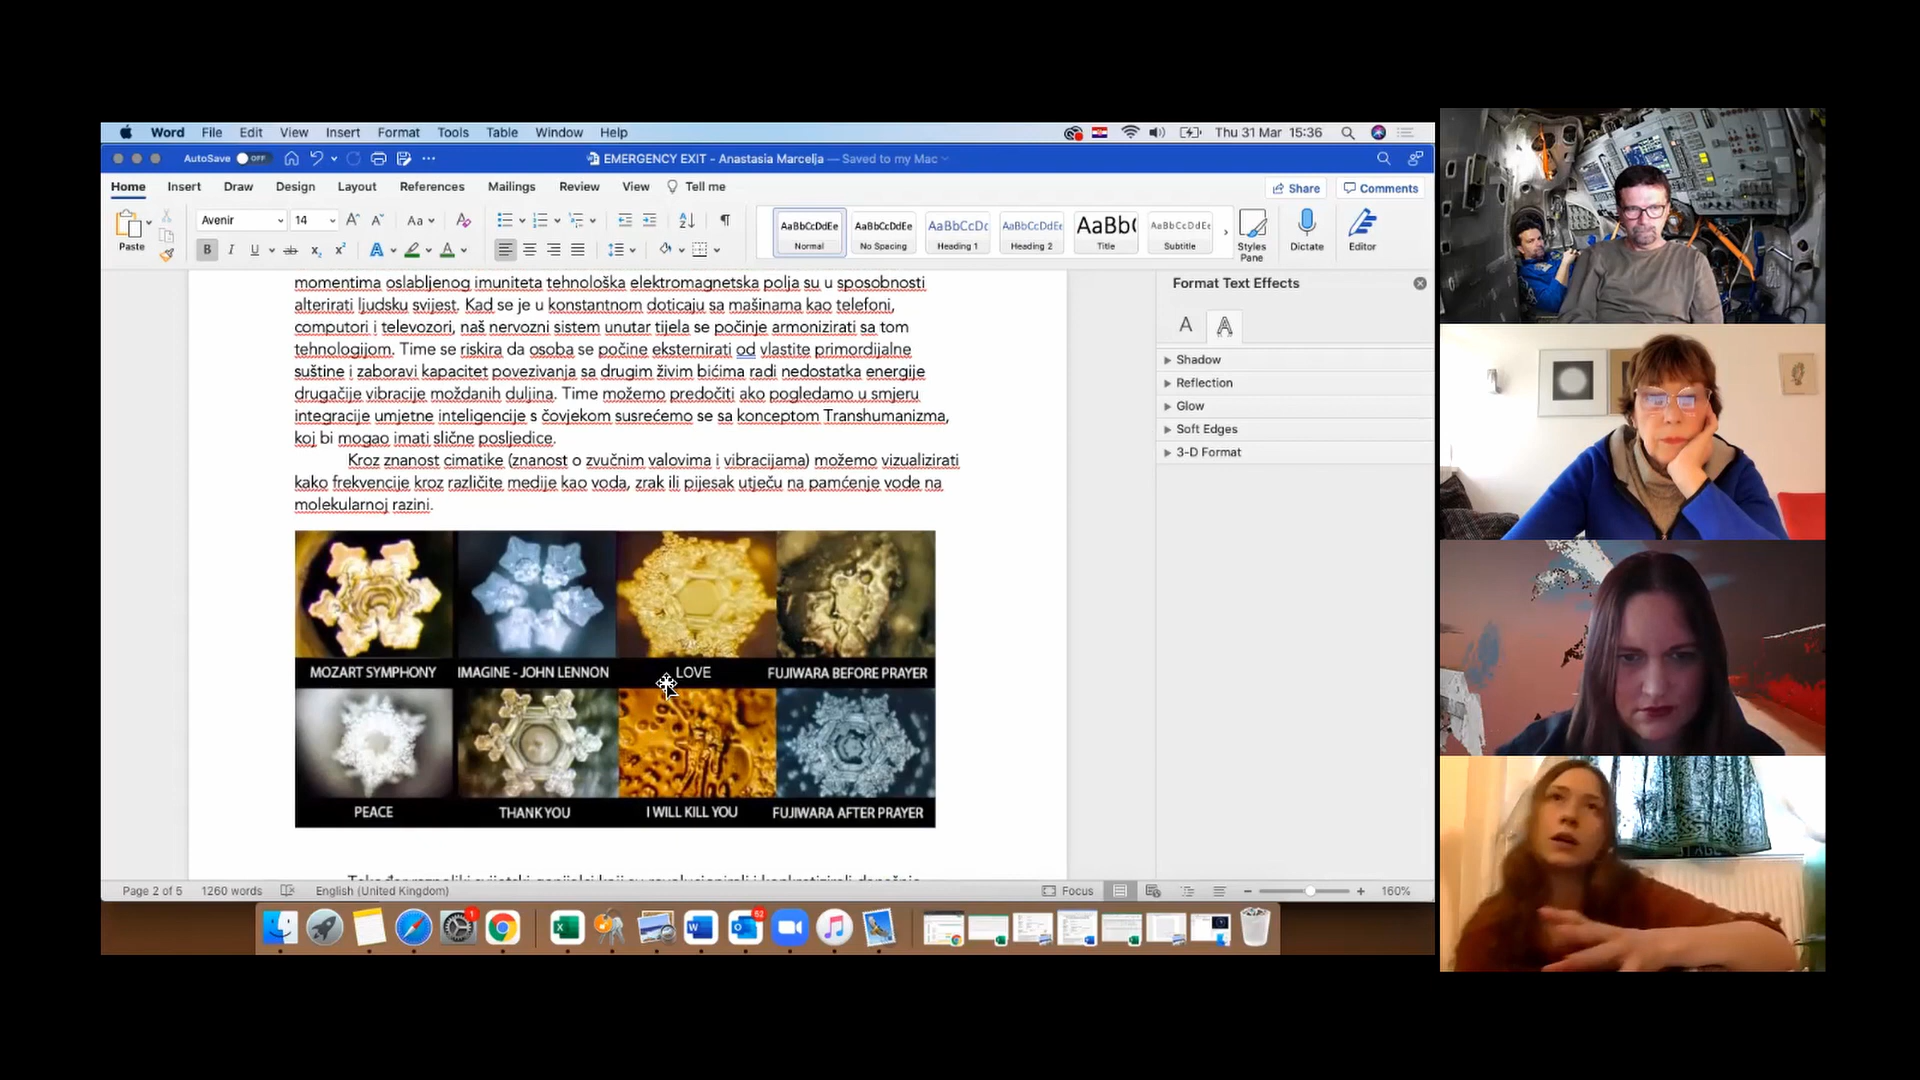 Word File Edit View Insert Format Tools Table Window Help Thu 31 Mar 15:36
AutoSave OFF EMERGENCY EXIT - Anastasia Marcelja — Saved to my Mac
Home Insert Draw Design Layout References Mailings Review View Tell me Share Comments
Paste Avenir 14 Aa
AaBbCcDdEe AaBbCcDdEe AaBbCcDc AaBbCcDdEe AaBb( AaBbCcDdEe
Normal No Spacing Heading 1 Heading 2 Title Subtitle Styles Pane Dictate Editor
Format Text Effects
Shadow
Reflection
Glow
Soft Edges
3-D Format
momentima oslabljenog imuniteta tehnološka elektromagnetska polja su u sposobnosti
alterirati ljudsku svijest. Kad se je u konstantnom doticaju sa mašinama kao telefoni,
computori i televozori, naš nervozni sistem unutar tijela se počinje armonizirati sa tom
tehnologijom. Time se riskira da osoba se počine eksternirati od vlastite primordijalne
suštine i zaboravi kapacitet povezivanja sa drugim živim bićima radi nedostatka energije
drugačije vibracije moždanih duljina. Time možemo predočiti ako pogledamo u smjeru
integracije umjetne inteligencije s čovjekom susrećemo se sa konceptom Transhumanizma,
koj bi mogao imati slične posljedice.
Kroz znanost cimatike (znanost o zvučnim valovima i vibracijama) možemo vizualizirati
kako frekvencije kroz različite medije kao voda, zrak ili pijesak utječu na pamćenje vode na
molekularnoj razini.
MOZART SYMPHONY IMAGINE - JOHN LENNON LOVE FUJIWARA BEFORE PRAYER
PEACE THANK YOU I WILL KILL YOU FUJIWARA AFTER PRAYER
Page 2 of 5 1260 words English (United Kingdom) Focus 160%